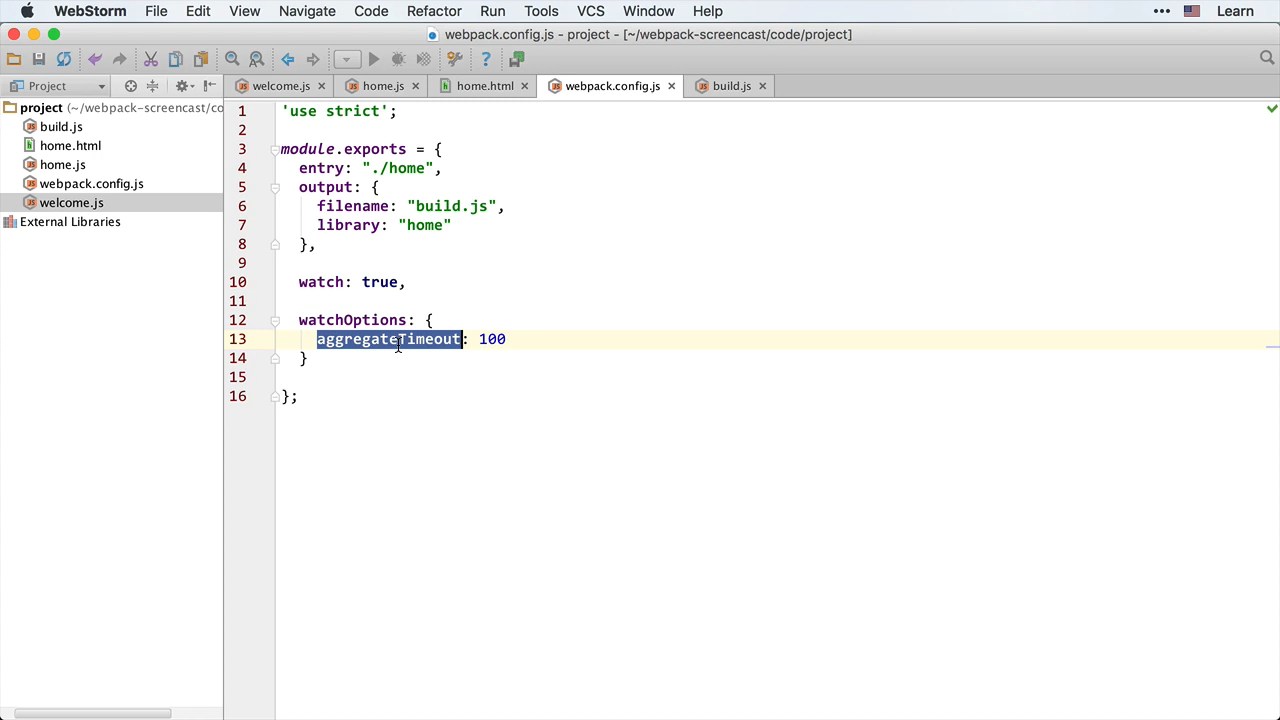 WebStorm File Edit View Navigate Code Refactor Run Tools VCS Window Help Learn
webpack.config.js - project - [~/webpack-screencast/code/project]
Project welcome.js home.js home.html webpack.config.js build.js
project (~/webpack-screencast/co
build.js
home.html
home.js
webpack.config.js
welcome.js
External Libraries
1 'use strict';
2
3 module.exports = {
4 entry: "./home",
5 output: {
6 filename: "build.js",
7 library: "home"
8 },
9
10 watch: true,
11
12 watchOptions: {
13 aggregateTimeout: 100
14 }
15
16 };